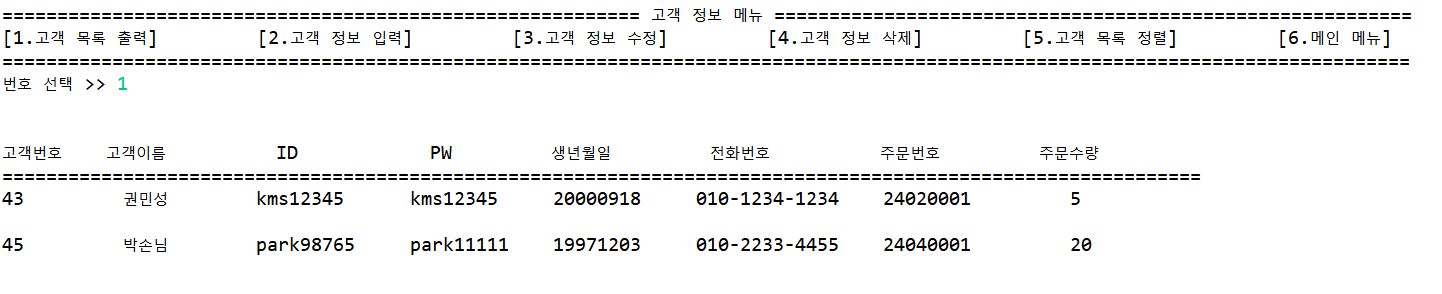 ========================================================== 고객 정보 메뉴 ==========================================================
[1.고객 목록 출력] [2.고객 정보 입력] [3.고객 정보 수정] [4.고객 정보 삭제] [5.고객 목록 정렬] [6.메인 메뉴]
================================================================================================================================
번호 선택 >> 1
고객번호 고객이름 ID PW 생년월일 전화번호 주문번호 주문수량
=============================================================================================================
43 권민성 kms12345 kms12345 20000918 010-1234-1234 24020001 5
45 박손님 park98765 park11111 19971203 010-2233-4455 24040001 20